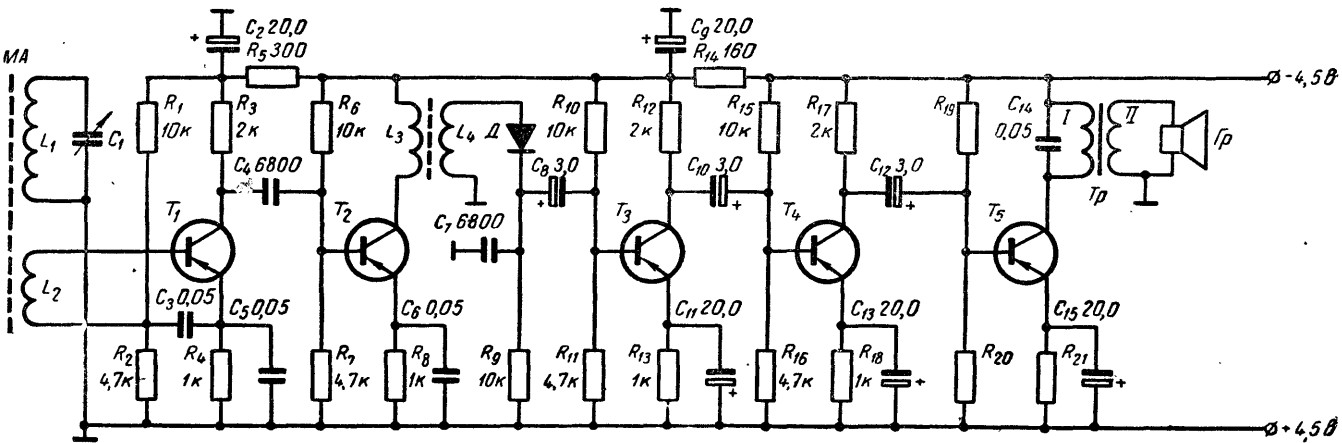 МА
L1
C1
L2
R1
10к
R2
4,7к
C2 20,0
+
R5 300
R3
2к
C4 6800
T1
C3 0,05
C5 0,05
R4
1к
R6
10к
T2
R7
4,7к
C6 0,05
R8
1к
L3
L4
Д
C7 6800
C8 3,0
+
R9
10к
R10
10к
R11
4,7к
C9 20,0
+
R14 160
R12
2к
C10 3,0
+
T3
C11 20,0
+
R13
1к
R15
10к
R16
4,7к
R17
2к
C12 3,0
+
T4
C13 20,0
+
R18
1к
R19
R20
T5
C14
0,05
I
II
Тр
Гр
C15 20,0
+
R21
-4,5В
+4,5В